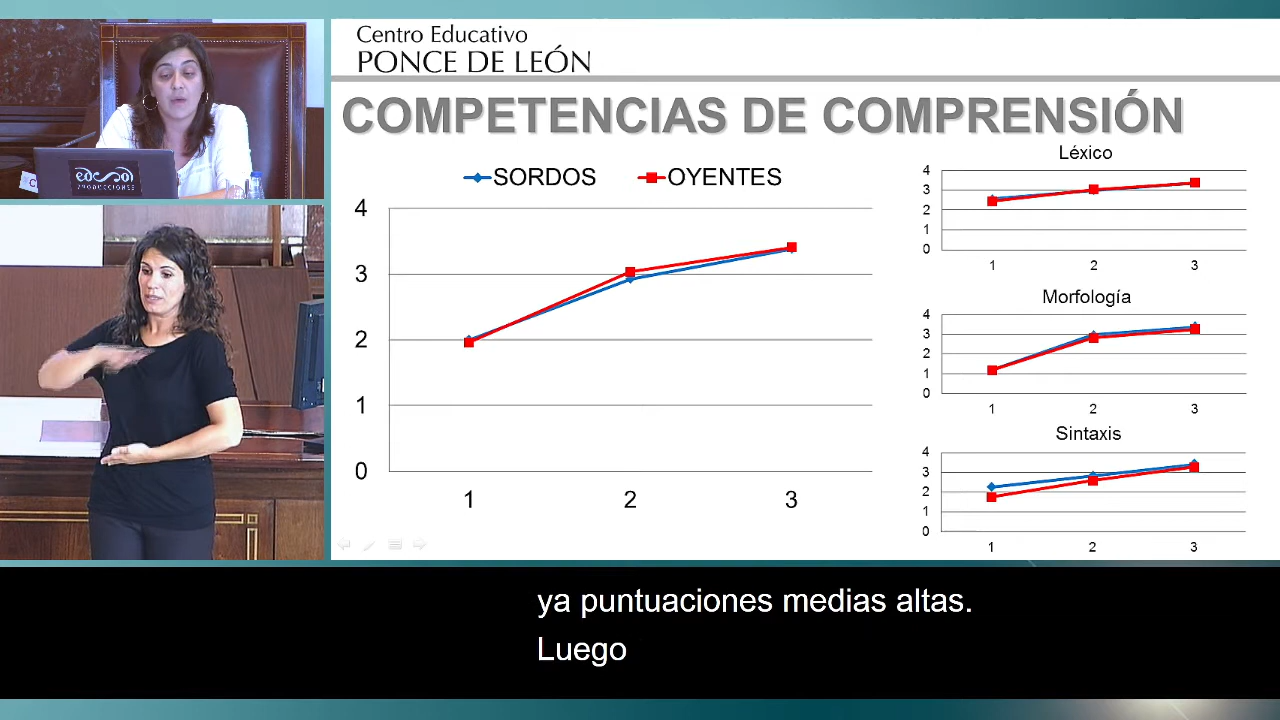 Centro Educativo
PONCE DE LEÓN
COMPETENCIAS DE COMPRENSIÓN
SORDOS
OYENTES
4
3
2
1
0
1
2
3
Léxico
4
3
2
1
0
1
2
3
Morfología
4
3
2
1
0
1
2
3
Sintaxis
4
3
2
1
0
1
2
3
edsol
PRODUCCIONES
ya puntuaciones medias altas.
Luego